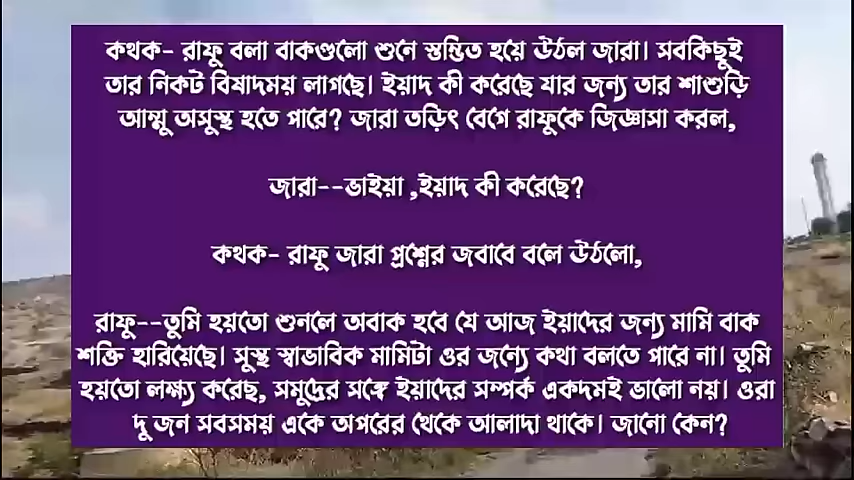 কথক- রাফু বলা বাকগুলো শুনে স্তম্ভিত হয়ে উঠল জারা। সবকিছুই
তার নিকট বিষাদময় লাগছে। ইয়াদ কী করেছে যার জন্য তার শাশুড়ি
আম্মু অসুস্থ হতে পারে? জারা তড়িৎ বেগে রাফুকে জিজ্ঞাসা করল,
জারা--ভাইয়া ,ইয়াদ কী করেছে?
কথক- রাফু জারা প্রশ্নের জবাবে বলে উঠলো,
রাফু--তুমি হয়তো শুনলে অবাক হবে যে আজ ইয়াদের জন্য মামি বাক
শক্তি হারিয়েছে। সুস্থ স্বাভাবিক মামিটা ওর জন্যে কথা বলতে পারে না। তুমি
হয়তো লক্ষ্য করেছ, সমুদ্রের সঙ্গে ইয়াদের সম্পর্ক একদমই ভালো নয়। ওরা
দু জন সবসময় একে অপরের থেকে আলাদা থাকে। জানো কেন?